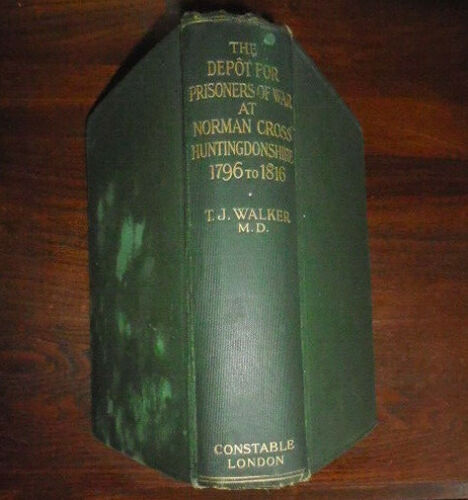 THE
DEPÔT FOR
PRISONERS OF WAR
AT
NORMAN CROSS
HUNTINGDONSHIRE
1796 TO 1816
T. J. WALKER
M.D.
CONSTABLE
LONDON